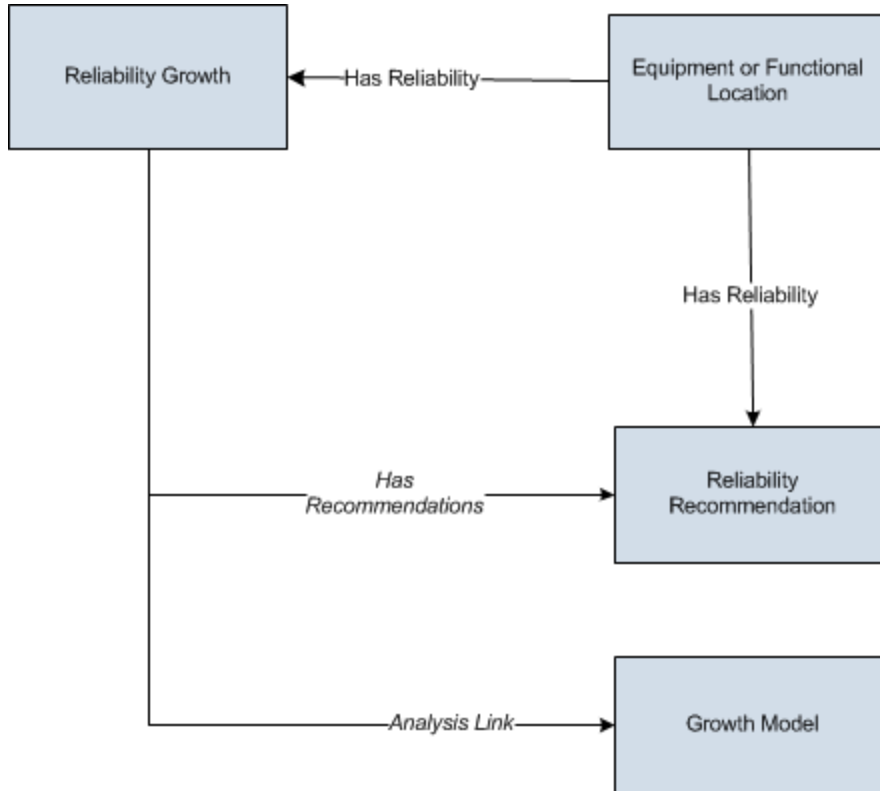 Reliability Growth
Has Reliability
Equipment or Functional
Location
Has Reliability
Has
Recommendations
Reliability
Recommendation
Analysis Link
Growth Model